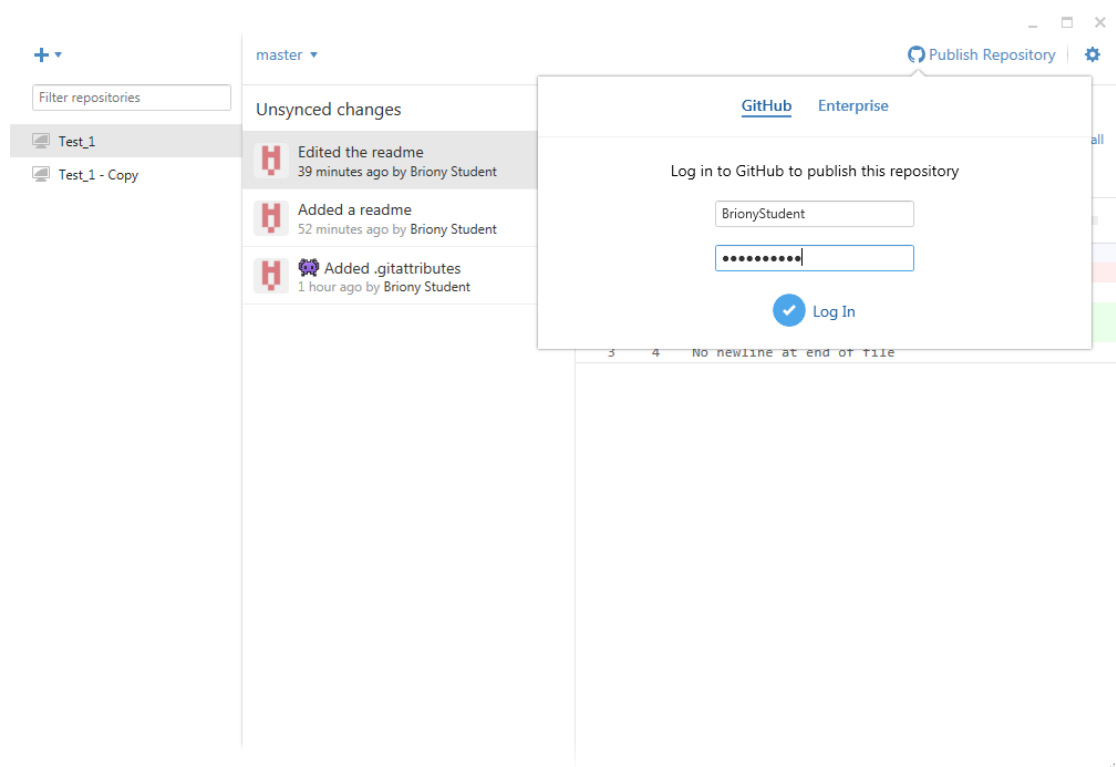 master
Publish Repository
Filter repositories
Test_1
Test_1 - Copy
Unsynced changes
Edited the readme
39 minutes ago by Briony Student
Added a readme
52 minutes ago by Briony Student
Added .gitattributes
1 hour ago by Briony Student
GitHub Enterprise
Log in to GitHub to publish this repository
BrionyStudent
••••••••••
Log In
all
3 4 No newline at end of file